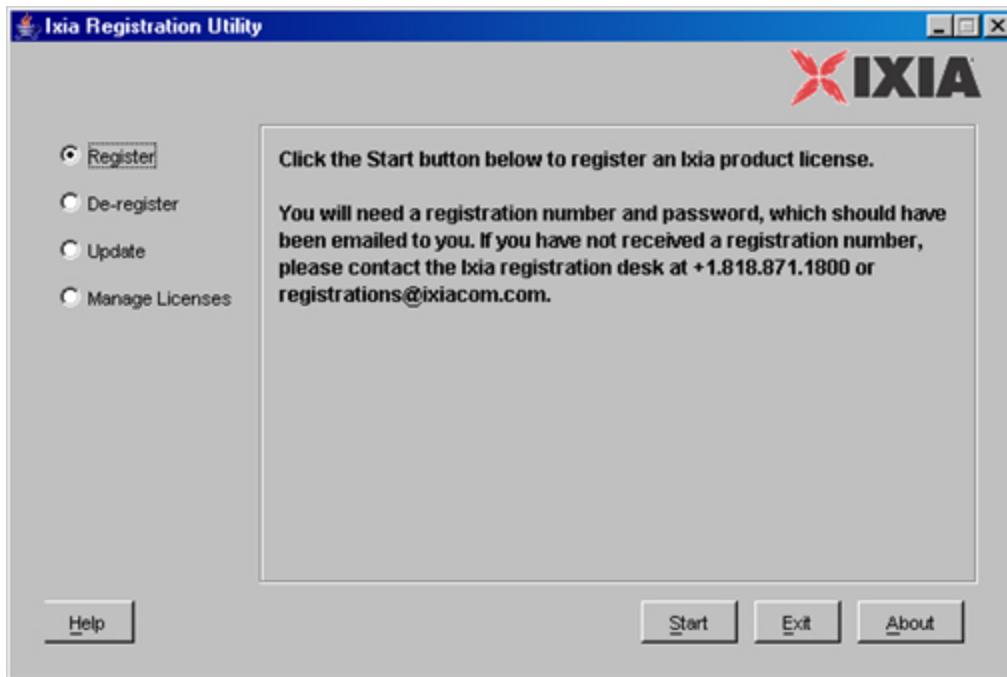 Ixia Registration Utility
IXIA
Register
De-register
Update
Manage Licenses
Click the Start button below to register an Ixia product license.
You will need a registration number and password, which should have
been emailed to you. If you have not received a registration number,
please contact the Ixia registration desk at +1.818.871.1800 or
registrations@ixiacom.com.
Help
Start
Exit
About